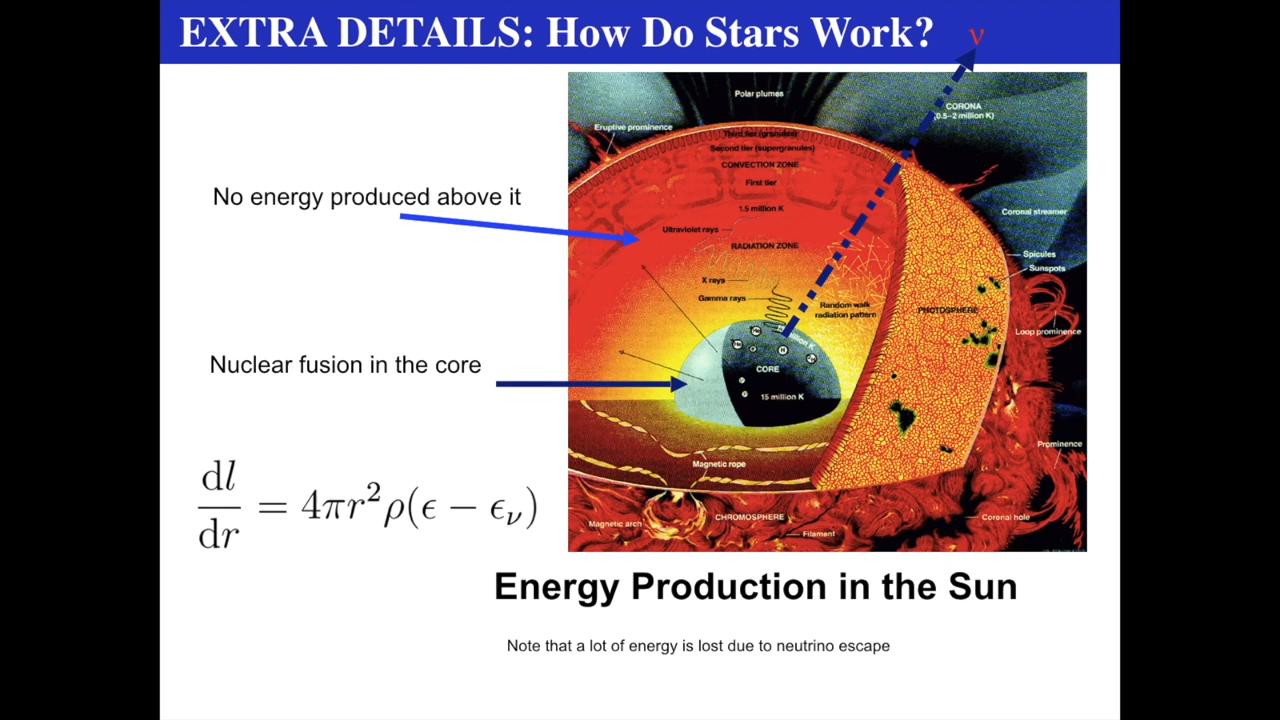 EXTRA DETAILS: How Do Stars Work? ν
Polar plumes
CORONA
(0.5–2 million K)
Eruptive prominence
Third tier (granules)
Second tier (supergranules)
CONVECTION ZONE
First tier
No energy produced above it
1.5 million K
Coronal streamer
Ultraviolet rays
RADIATION ZONE
Spicules
Sunspots
X rays
Gamma rays
Random walk
radiation pattern
PHOTOSPHERE
Loop prominence
million K
Nuclear fusion in the core
CORE
15 million K
Prominence
Magnetic rope
dl/dr = 4πr²ρ(ϵ − ϵν)
Magnetic arch
CHROMOSPHERE
Coronal hole
Filament
Energy Production in the Sun
Note that a lot of energy is lost due to neutrino escape